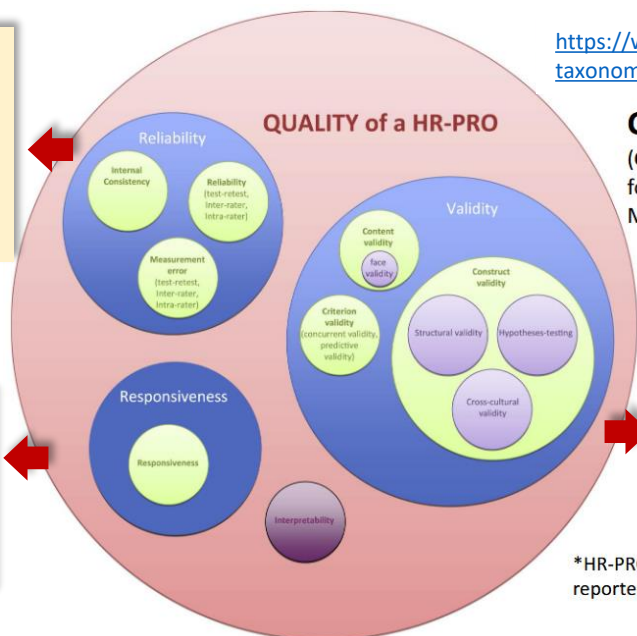 https://w
taxonom
QUALITY of a HR-PRO
Reliability
Internal
Consistency
Reliability
(test-retest,
Inter-rater,
Intra-rater)
Measurement
error
(test-retest,
Inter-rater,
Intra-rater)
Validity
Content
validity
face
validity
Criterion
validity
(concurrent validity,
predictive
validity)
Construct
validity
Structural validity
Hypotheses-testing
Cross-cultural
validity
Responsiveness
Responsiveness
Interpretability
*HR-PR
reporte